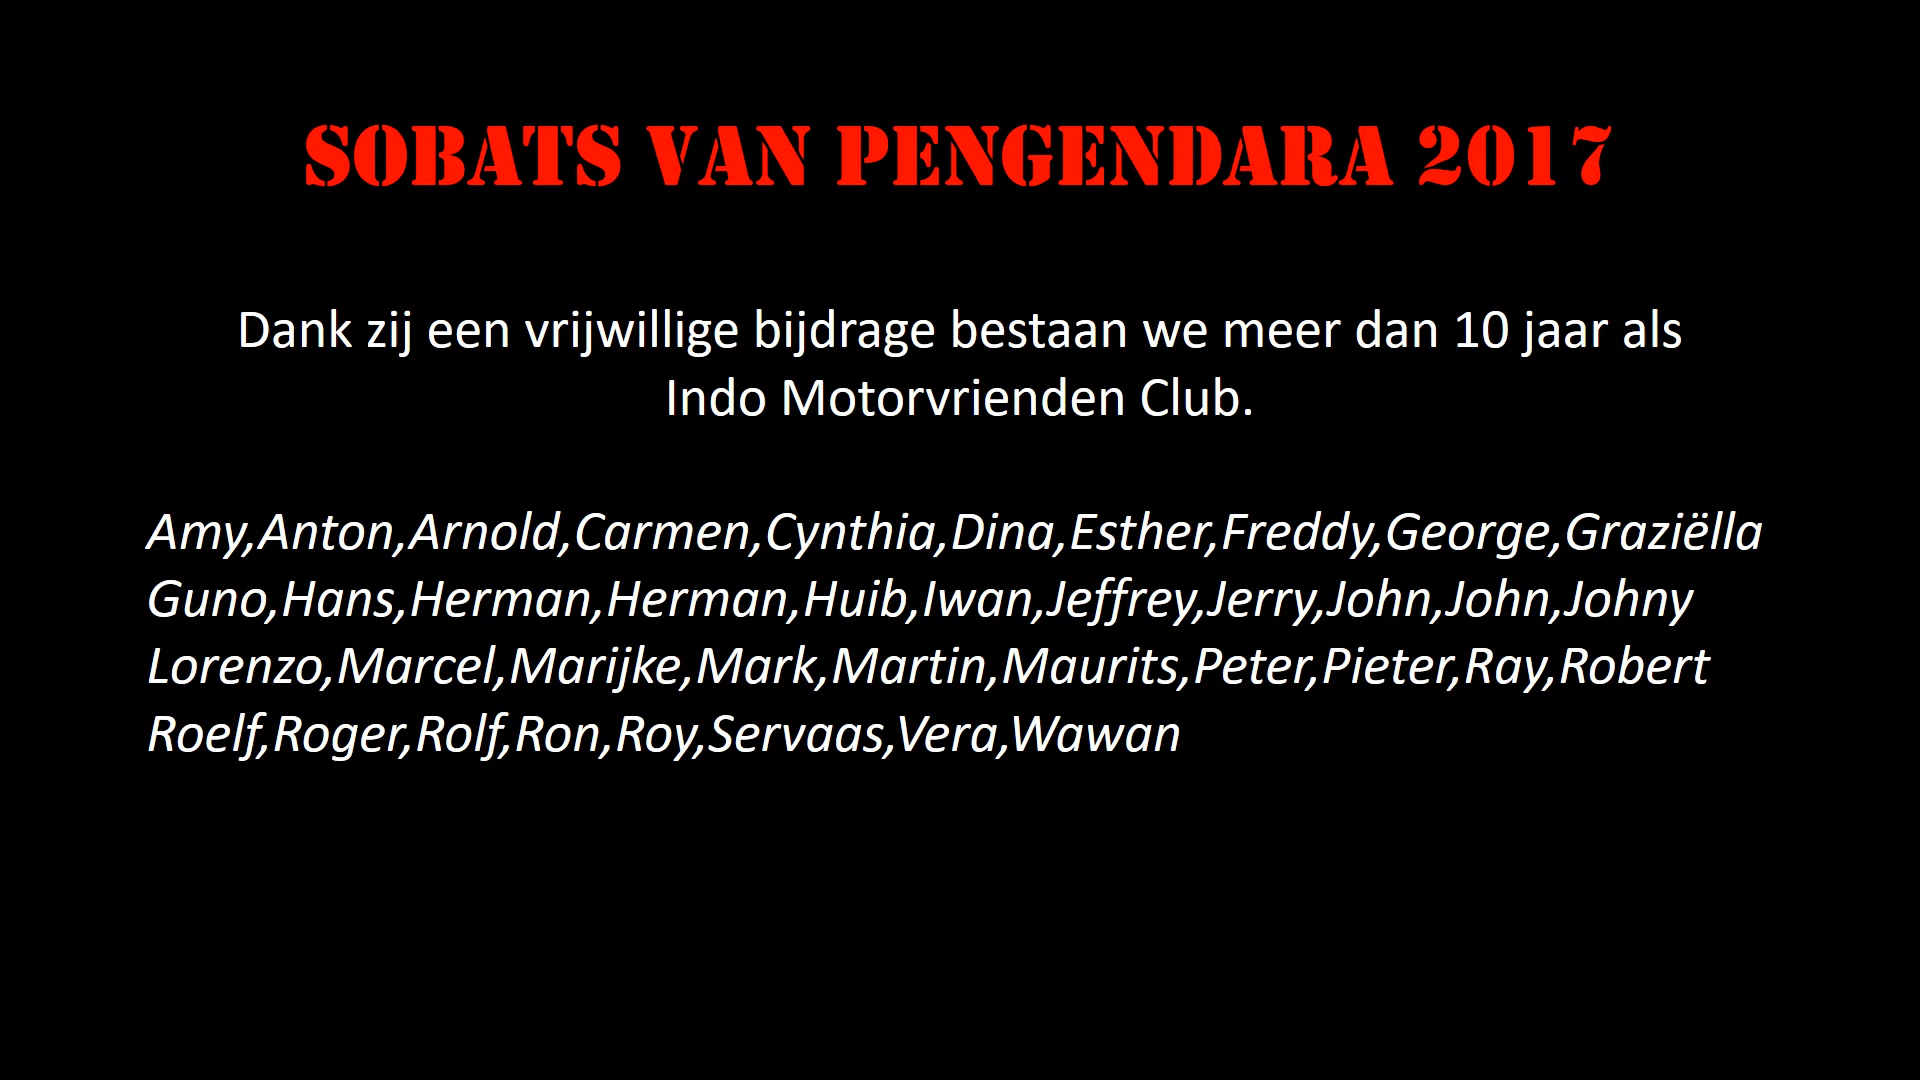 SOBATS VAN PENGENDARA 2017
Dank zij een vrijwillige bijdrage bestaan we meer dan 10 jaar als
Indo Motorvrienden Club.
Amy,Anton,Arnold,Carmen,Cynthia,Dina,Esther,Freddy,George,Graziëlla
Guno,Hans,Herman,Herman,Huib,Iwan,Jeffrey,Jerry,John,John,Johny
Lorenzo,Marcel,Marijke,Mark,Martin,Maurits,Peter,Pieter,Ray,Robert
Roelf,Roger,Rolf,Ron,Roy,Servaas,Vera,Wawan